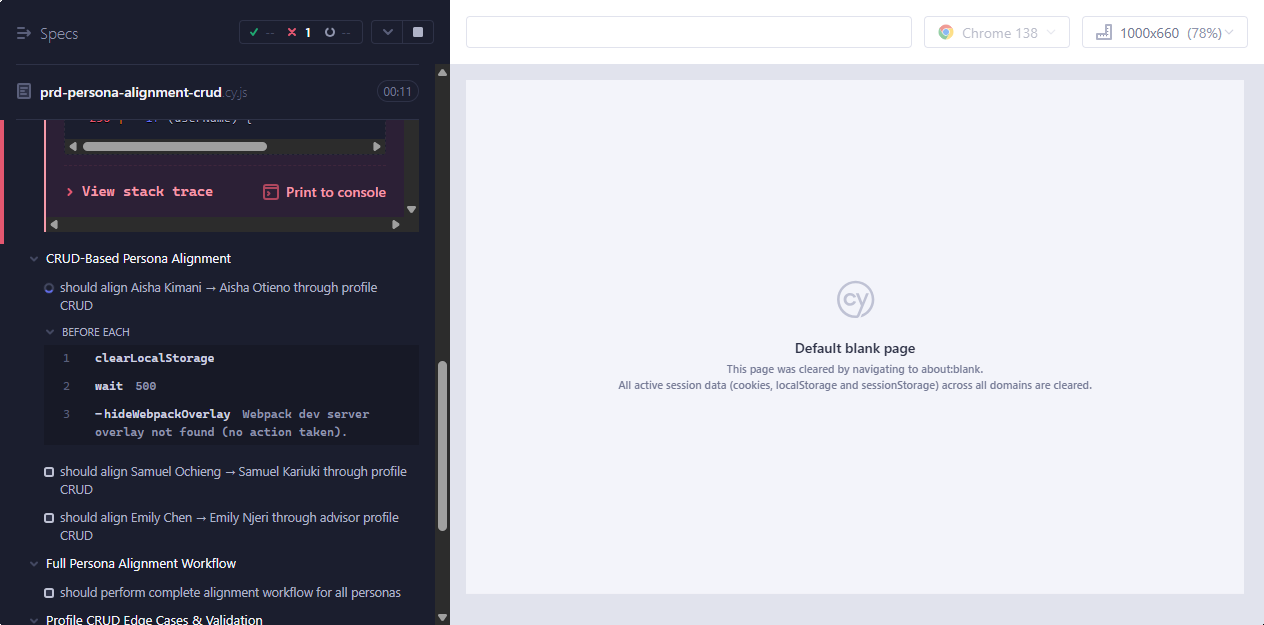 Specs
-- 1 --
Chrome 138
1000x660 (78%)
prd-persona-alignment-crud.cy.js
00:11
View stack trace
Print to console
CRUD-Based Persona Alignment
should align Aisha Kimani → Aisha Otieno through profile
CRUD
BEFORE EACH
1 clearLocalStorage
2 wait 500
3 -hideWebpackOverlay Webpack dev server
overlay not found (no action taken).
should align Samuel Ochieng → Samuel Kariuki through profile
CRUD
should align Emily Chen → Emily Njeri through advisor profile
CRUD
Full Persona Alignment Workflow
should perform complete alignment workflow for all personas
Profile CRUD Edge Cases & Validation
cy
Default blank page
This page was cleared by navigating to about:blank.
All active session data (cookies, localStorage and sessionStorage) across all domains are cleared.